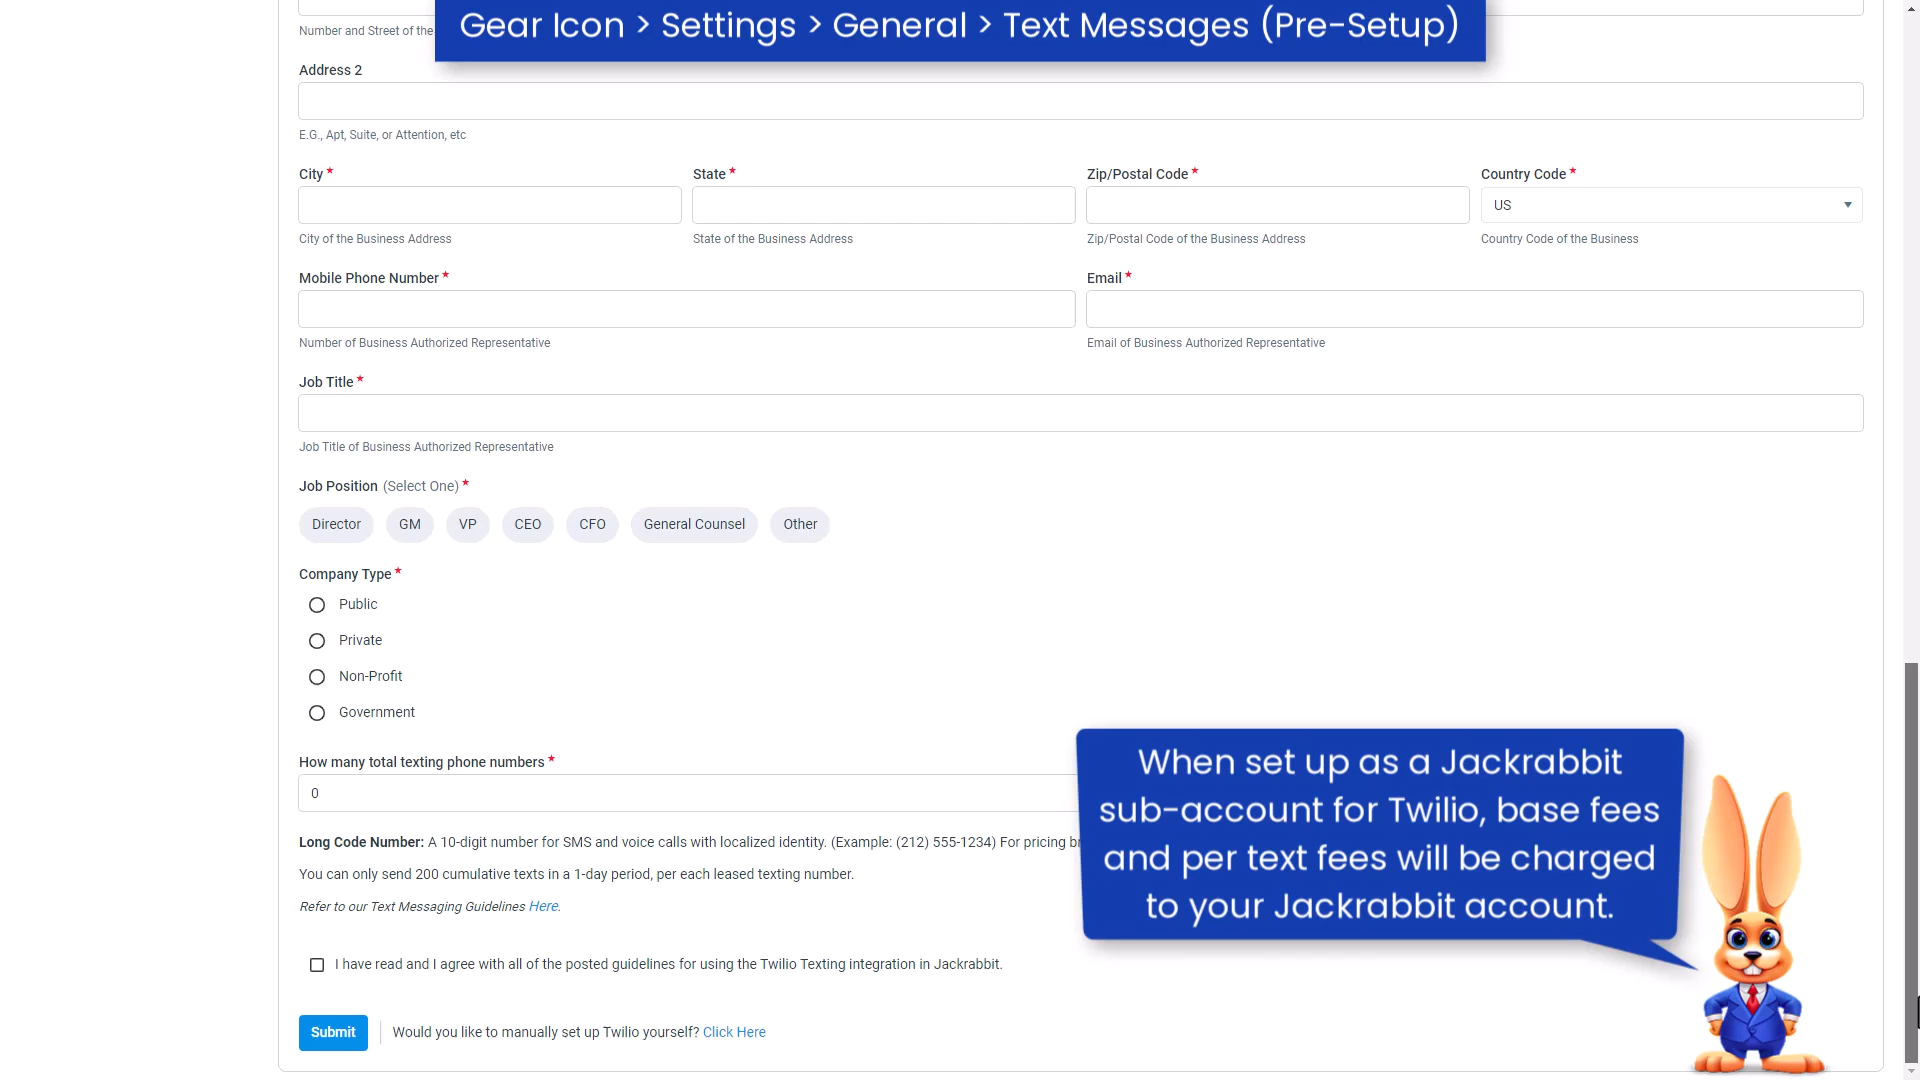 Gear Icon > Settings > General > Text Messages (Pre-Setup)
Number and Street of the
Address 2
E.G., Apt, Suite, or Attention, etc
City * State * Zip/Postal Code * Country Code *
US
City of the Business Address State of the Business Address Zip/Postal Code of the Business Address Country Code of the Business
Mobile Phone Number * Email *
Number of Business Authorized Representative Email of Business Authorized Representative
Job Title *
Job Title of Business Authorized Representative
Job Position (Select One) *
Director GM VP CEO CFO General Counsel Other
Company Type *
Public
Private
Non-Profit
Government
How many total texting phone numbers *
0
Long Code Number: A 10-digit number for SMS and voice calls with localized identity. (Example: (212) 555-1234) For pricing
You can only send 200 cumulative texts in a 1-day period, per each leased texting number.
Refer to our Text Messaging Guidelines Here.
I have read and I agree with all of the posted guidelines for using the Twilio Texting integration in Jackrabbit.
Submit Would you like to manually set up Twilio yourself? Click Here
When set up as a Jackrabbit
sub-account for Twilio, base fees
and per text fees will be charged
to your Jackrabbit account.